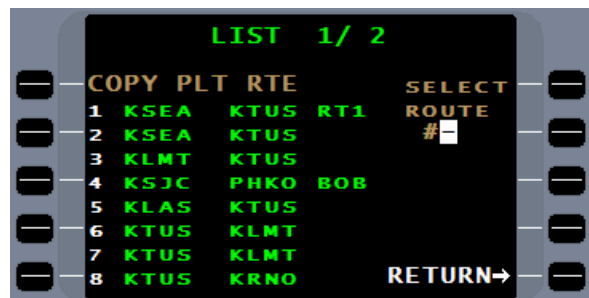 LIST 1/ 2
COPY PLT RTE
SELECT
1 KSEA KTUS RT1 ROUTE
2 KSEA KTUS #-
3 KLMT KTUS
4 KSJC PHKO BOB
5 KLAS KTUS
6 KTUS KLMT
7 KTUS KLMT
8 KTUS KRNO RETURN→